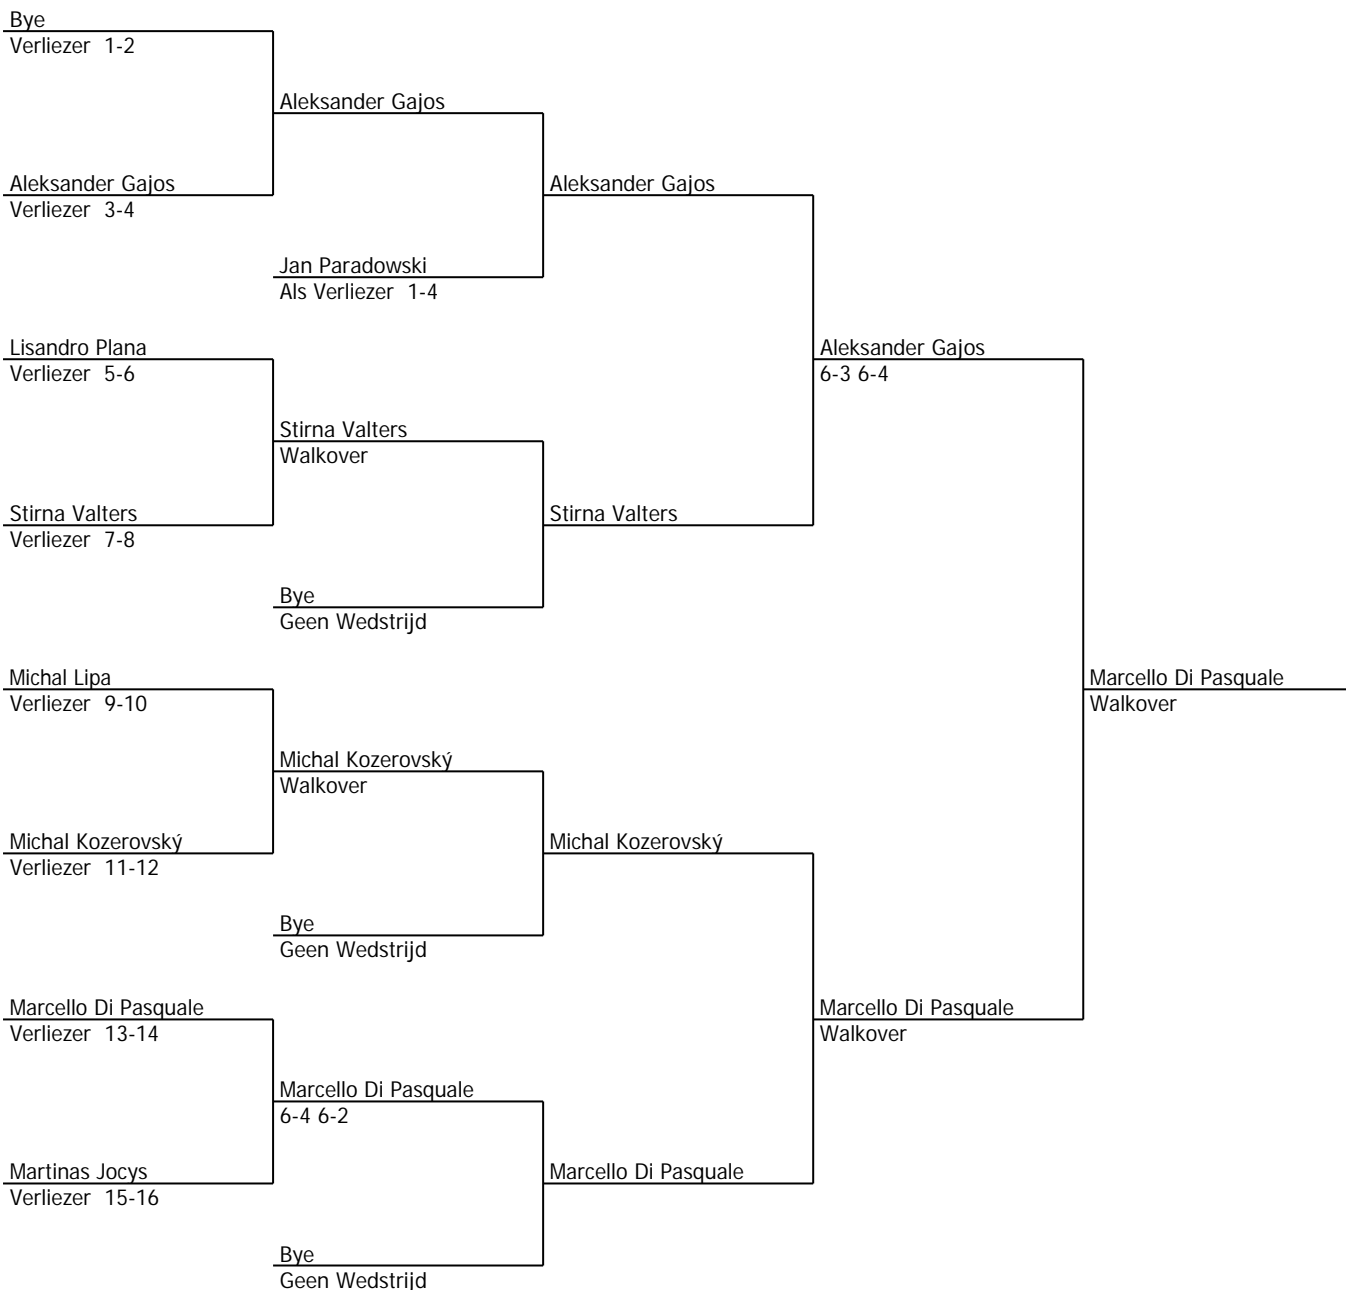 Bye
Verliezer 1-2
Aleksander Gajos
Aleksander Gajos
Verliezer 3-4
Aleksander Gajos
Jan Paradowski
Als Verliezer 1-4
Lisandro Plana
Verliezer 5-6
Aleksander Gajos
6-3 6-4
Stirna Valters
Walkover
Stirna Valters
Verliezer 7-8
Stirna Valters
Bye
Geen Wedstrijd
Michal Lipa
Verliezer 9-10
Marcello Di Pasquale
Walkover
Michal Kozerovský
Walkover
Michal Kozerovský
Verliezer 11-12
Michal Kozerovský
Bye
Geen Wedstrijd
Marcello Di Pasquale
Verliezer 13-14
Marcello Di Pasquale
Walkover
Marcello Di Pasquale
6-4 6-2
Martinas Jocys
Verliezer 15-16
Marcello Di Pasquale
Bye
Geen Wedstrijd